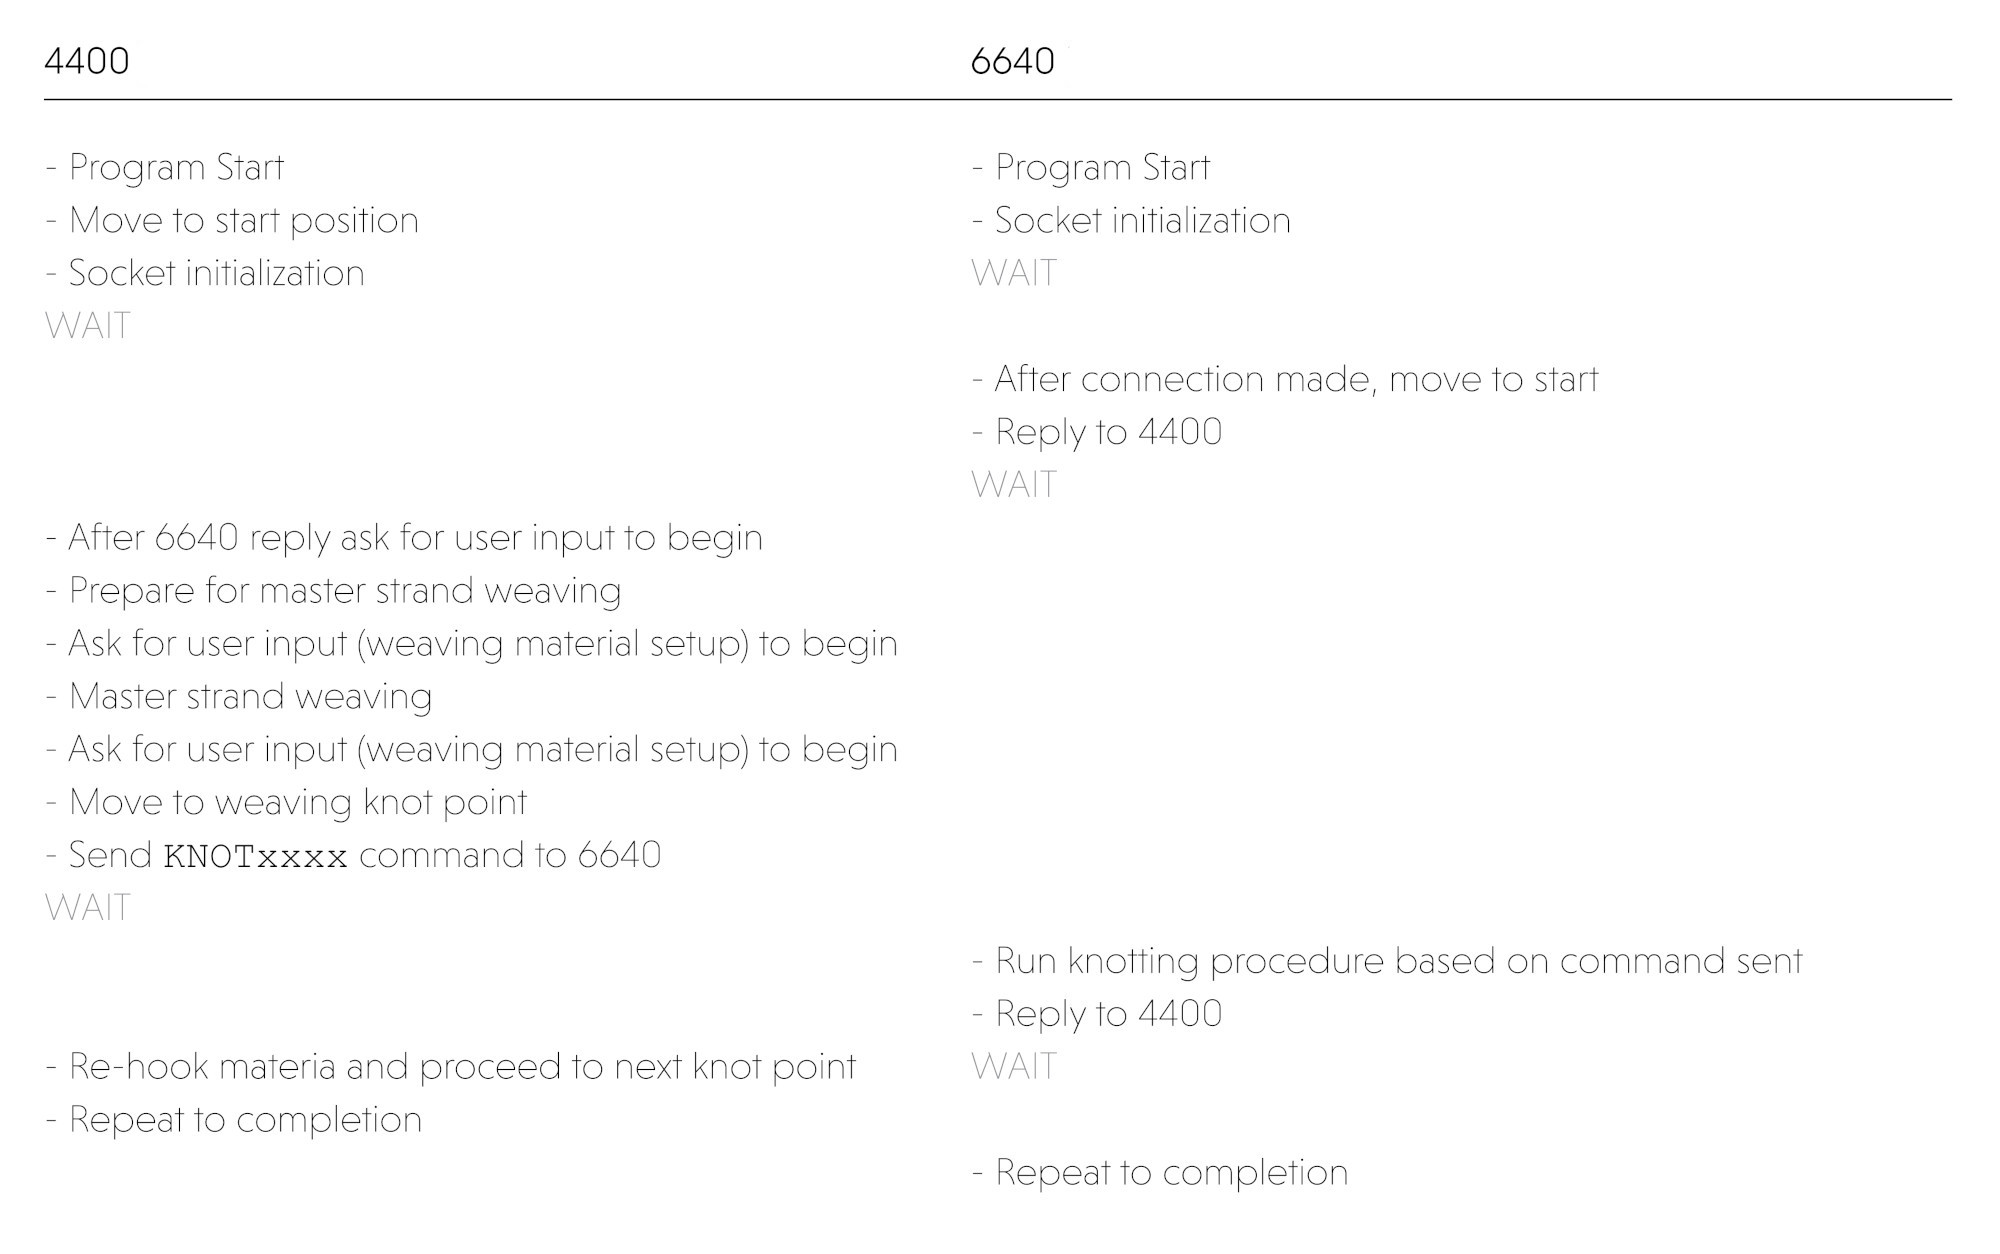 4400
6640
- Program Start
- Program Start
- Move to start position
- Socket initialization
- Socket initialization
WAIT
WAIT
- After connection made, move to start
- Reply to 4400
WAIT
- After 6640 reply ask for user input to begin
- Prepare for master strand weaving
- Ask for user input (weaving material setup) to begin
- Master strand weaving
- Ask for user input (weaving material setup) to begin
- Move to weaving knot point
- Send KNOTxxxx command to 6640
WAIT
- Run knotting procedure based on command sent
- Reply to 4400
- Re-hook materia and proceed to next knot point
WAIT
- Repeat to completion
- Repeat to completion